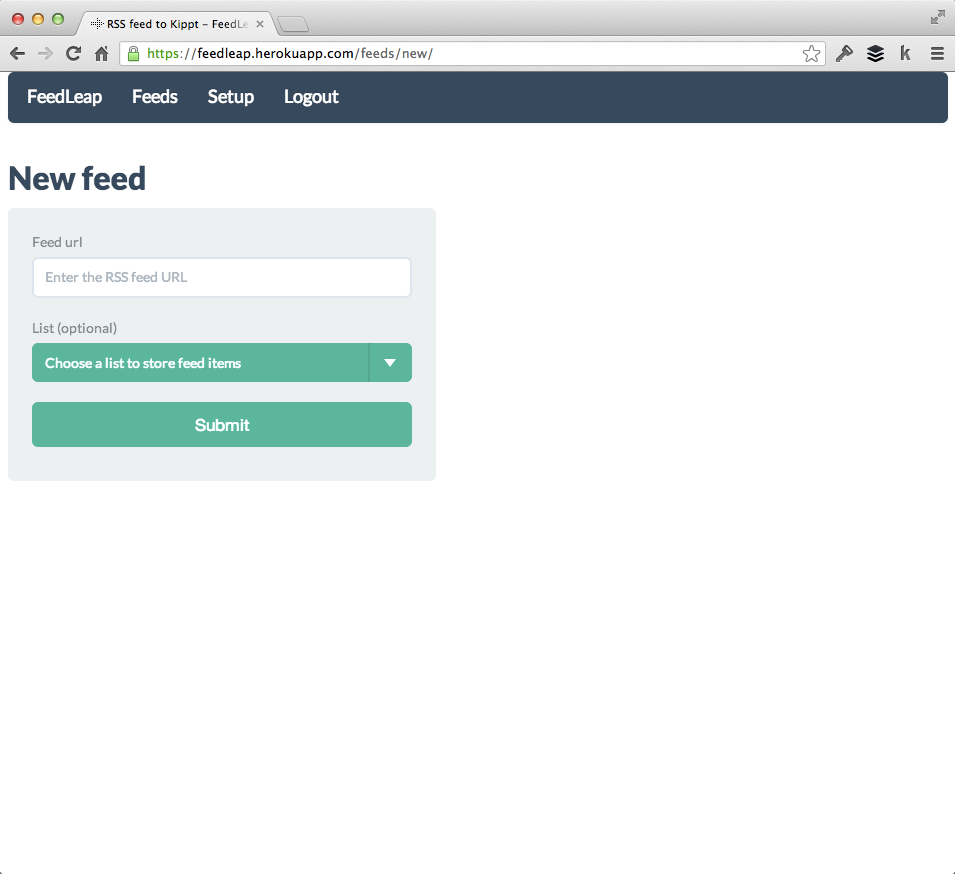 RSS feed to Kippt – FeedLe
https://feedleap.herokuapp.com/feeds/new/
FeedLeap Feeds Setup Logout
New feed
Feed url
Enter the RSS feed URL
List (optional)
Choose a list to store feed items
Submit